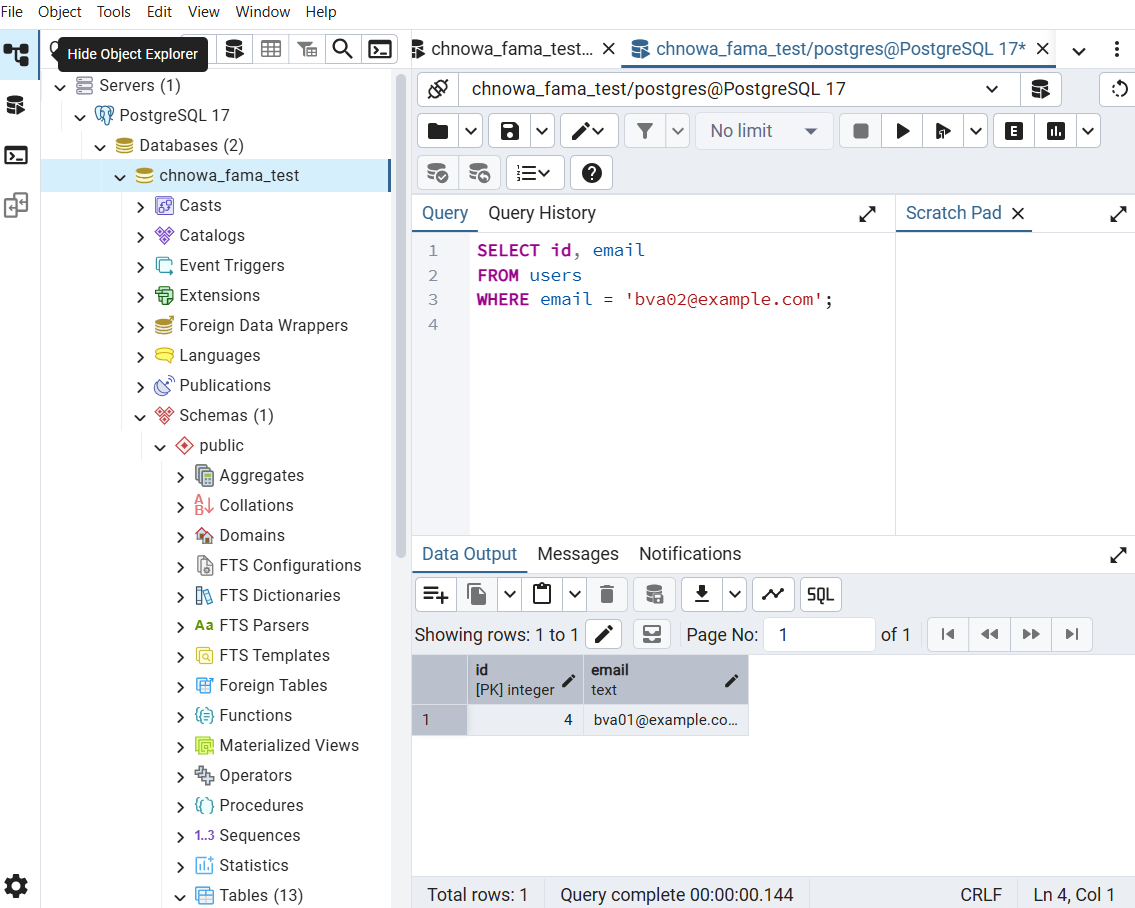 File Object Tools Edit View Window Help
Hide Object Explorer
Servers (1)
PostgreSQL 17
Databases (2)
chnowa_fama_test
Casts
Catalogs
Event Triggers
Extensions
Foreign Data Wrappers
Languages
Publications
Schemas (1)
public
Aggregates
Collations
Domains
FTS Configurations
FTS Dictionaries
Aa FTS Parsers
FTS Templates
Foreign Tables
Functions
Materialized Views
Operators
Procedures
1..3 Sequences
Statistics
Tables (13)
chnowa_fama_test... chnowa_fama_test/postgres@PostgreSQL 17*
chnowa_fama_test/postgres@PostgreSQL 17
No limit E
Query Query History Scratch Pad
1 SELECT id, email
2 FROM users
3 WHERE email = 'bva02@example.com';
4
Data Output Messages Notifications
SQL
Showing rows: 1 to 1 Page No: 1 of 1
id email
[PK] integer text
1 4 bva01@example.co...
Total rows: 1 Query complete 00:00:00.144 CRLF Ln 4, Col 1